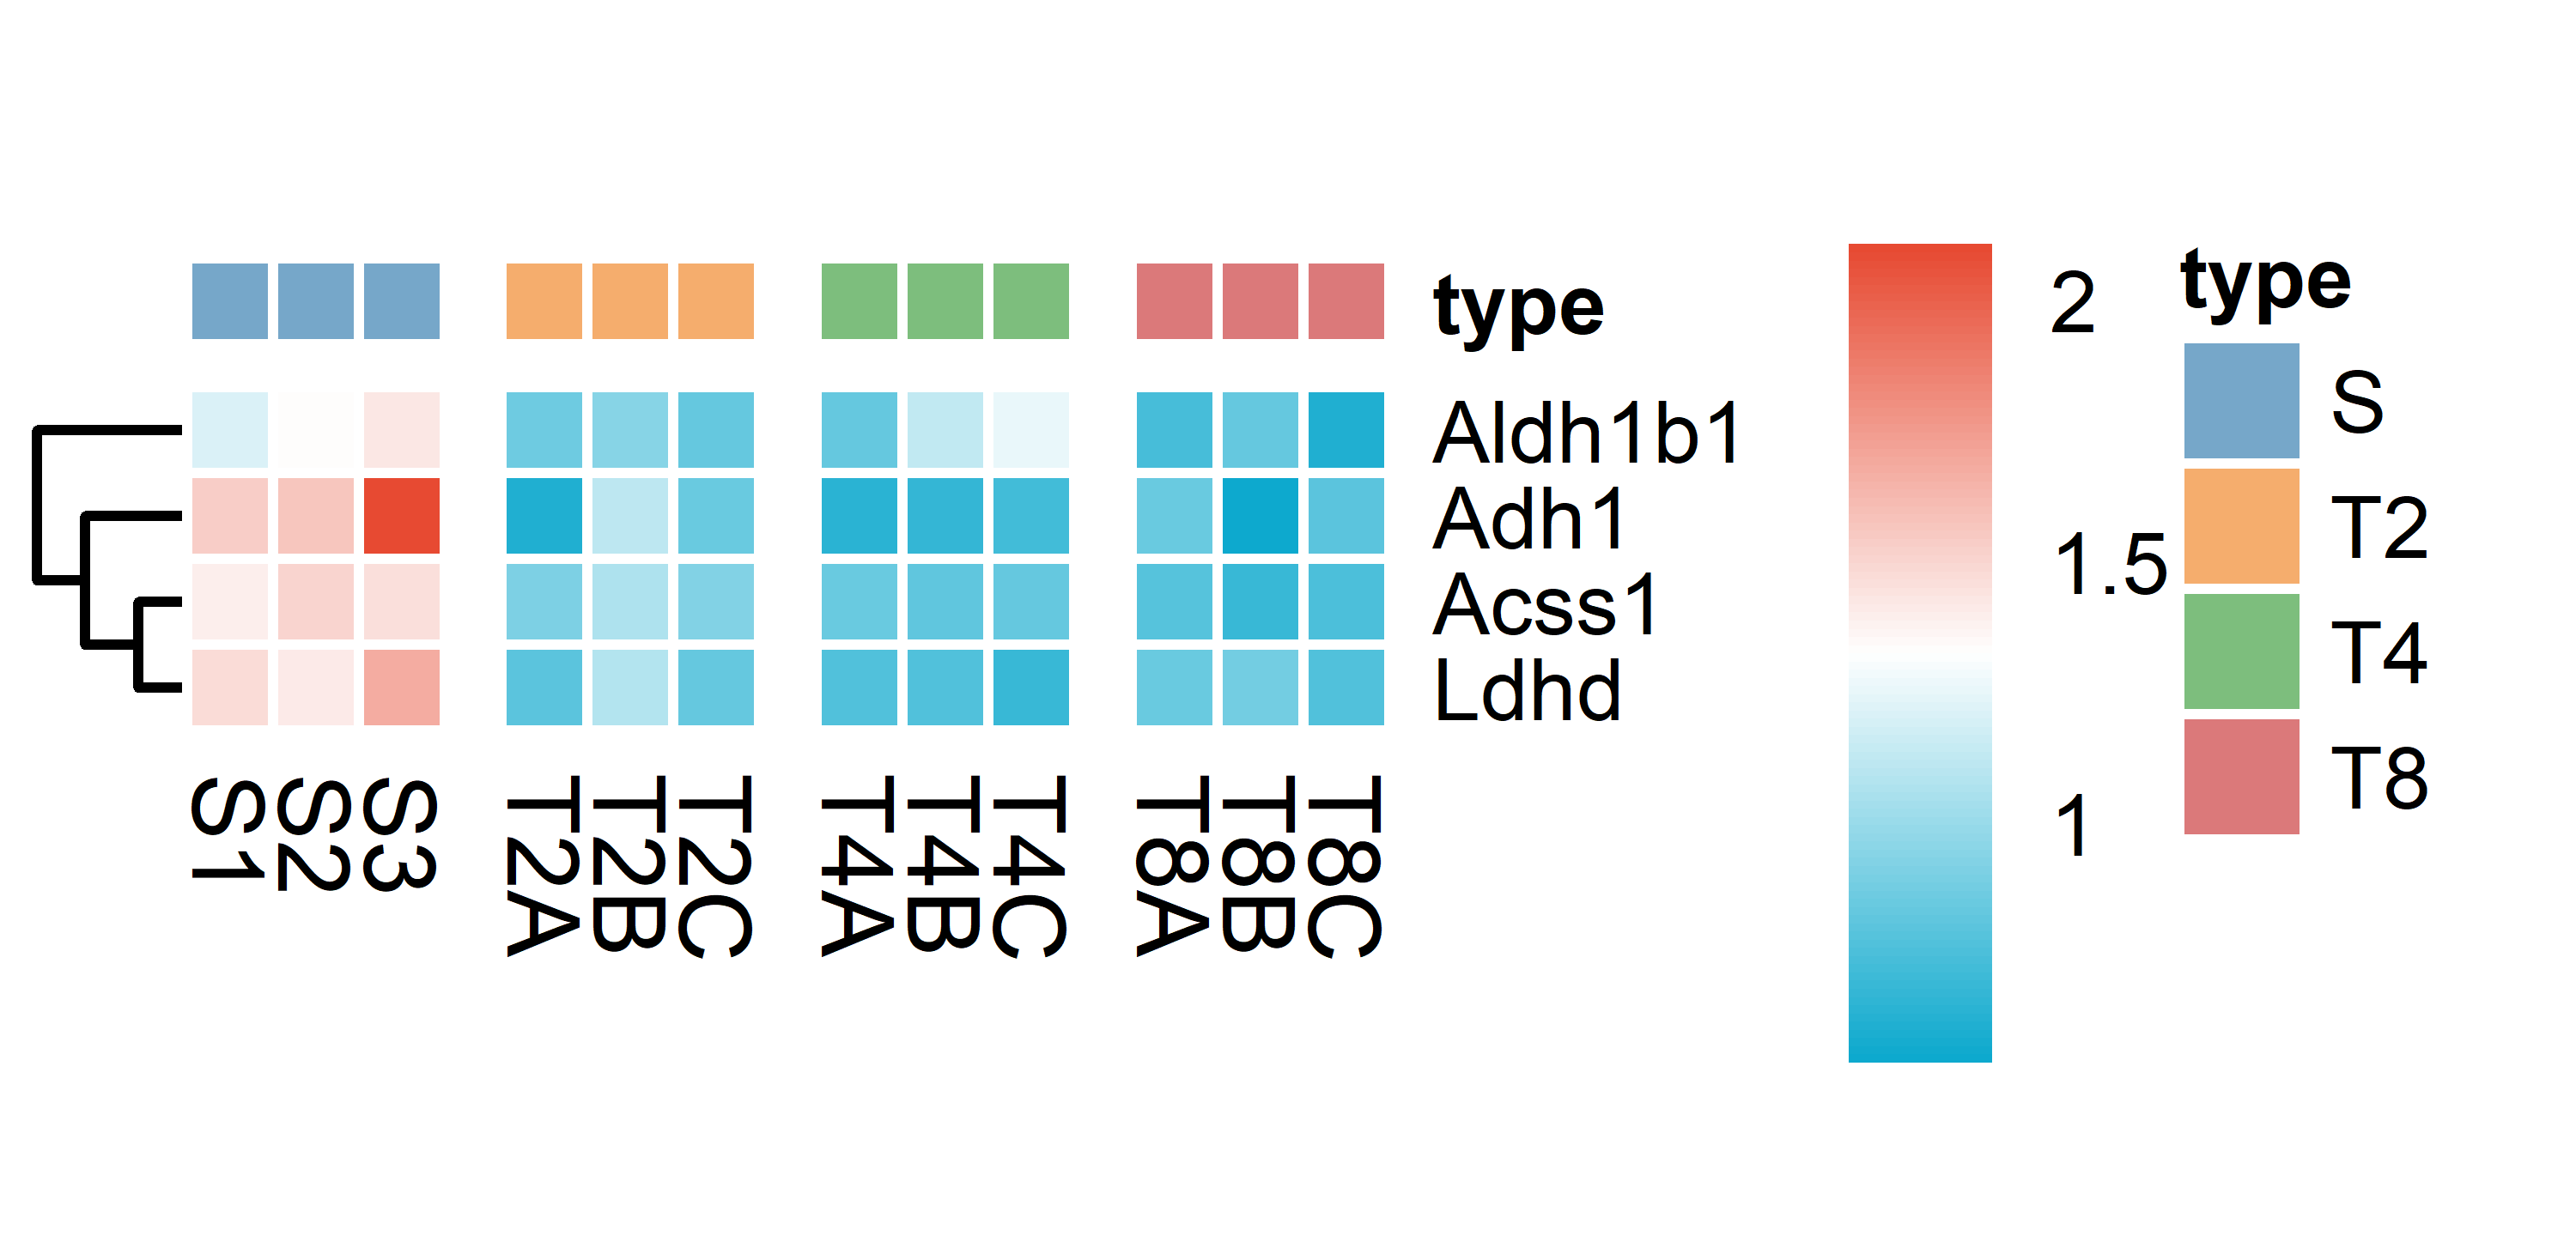 type
Aldh1b1
Adh1
Acss1
Ldhd
S1
S2
S3
T2A
T2B
T2C
T4A
T4B
T4C
T8A
T8B
T8C
2
1.5
1
type
S
T2
T4
T8